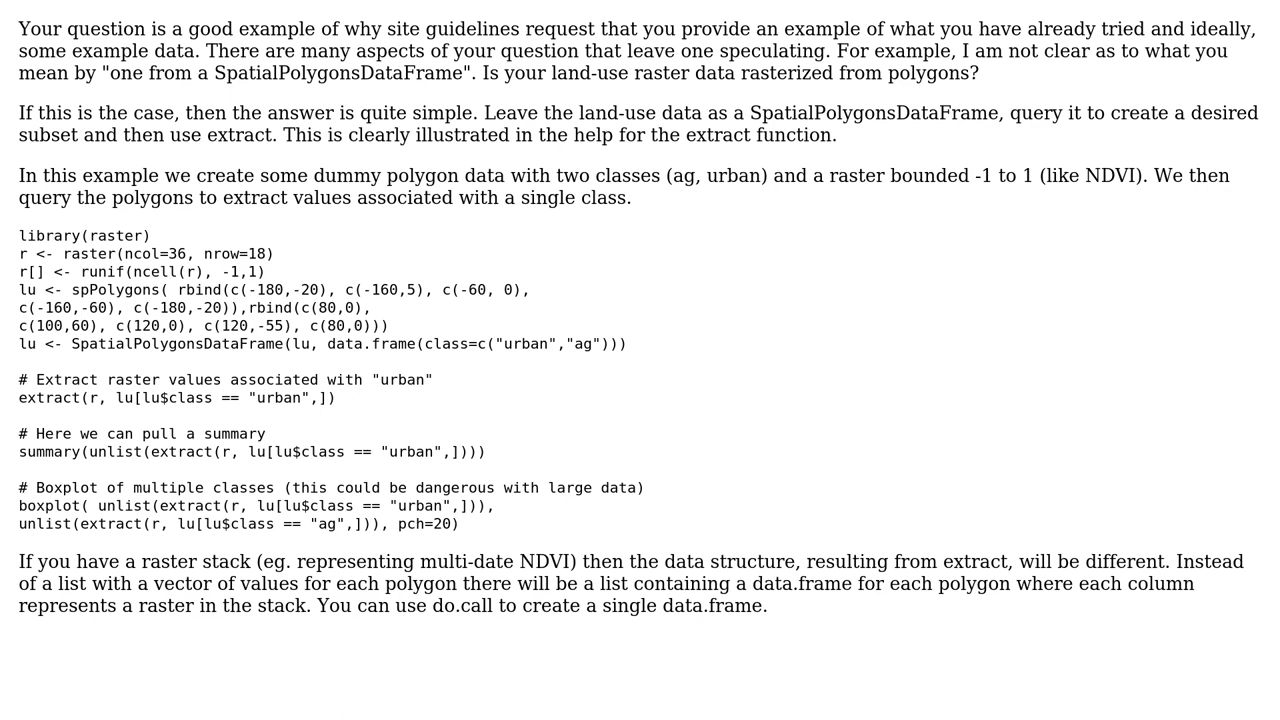 Your question is a good example of why site guidelines request that you provide an example of what you have already tried and ideally,
some example data. There are many aspects of your question that leave one speculating. For example, I am not clear as to what you
mean by "one from a SpatialPolygonsDataFrame". Is your land-use raster data rasterized from polygons?
If this is the case, then the answer is quite simple. Leave the land-use data as a SpatialPolygonsDataFrame, query it to create a desired
subset and then use extract. This is clearly illustrated in the help for the extract function.
In this example we create some dummy polygon data with two classes (ag, urban) and a raster bounded -1 to 1 (like NDVI). We then
query the polygons to extract values associated with a single class.
library(raster)
r <- raster(ncol=36, nrow=18)
r[] <- runif(ncell(r), -1,1)
lu <- spPolygons( rbind(c(-180,-20), c(-160,5), c(-60, 0),
c(-160,-60), c(-180,-20)),rbind(c(80,0),
c(100,60), c(120,0), c(120,-55), c(80,0)))
lu <- SpatialPolygonsDataFrame(lu, data.frame(class=c("urban","ag")))
# Extract raster values associated with "urban"
extract(r, lu[lu$class == "urban",])
# Here we can pull a summary
summary(unlist(extract(r, lu[lu$class == "urban",])))
# Boxplot of multiple classes (this could be dangerous with large data)
boxplot( unlist(extract(r, lu[lu$class == "urban",])),
unlist(extract(r, lu[lu$class == "ag",])), pch=20)
If you have a raster stack (eg. representing multi-date NDVI) then the data structure, resulting from extract, will be different. Instead
of a list with a vector of values for each polygon there will be a list containing a data.frame for each polygon where each column
represents a raster in the stack. You can use do.call to create a single data.frame.